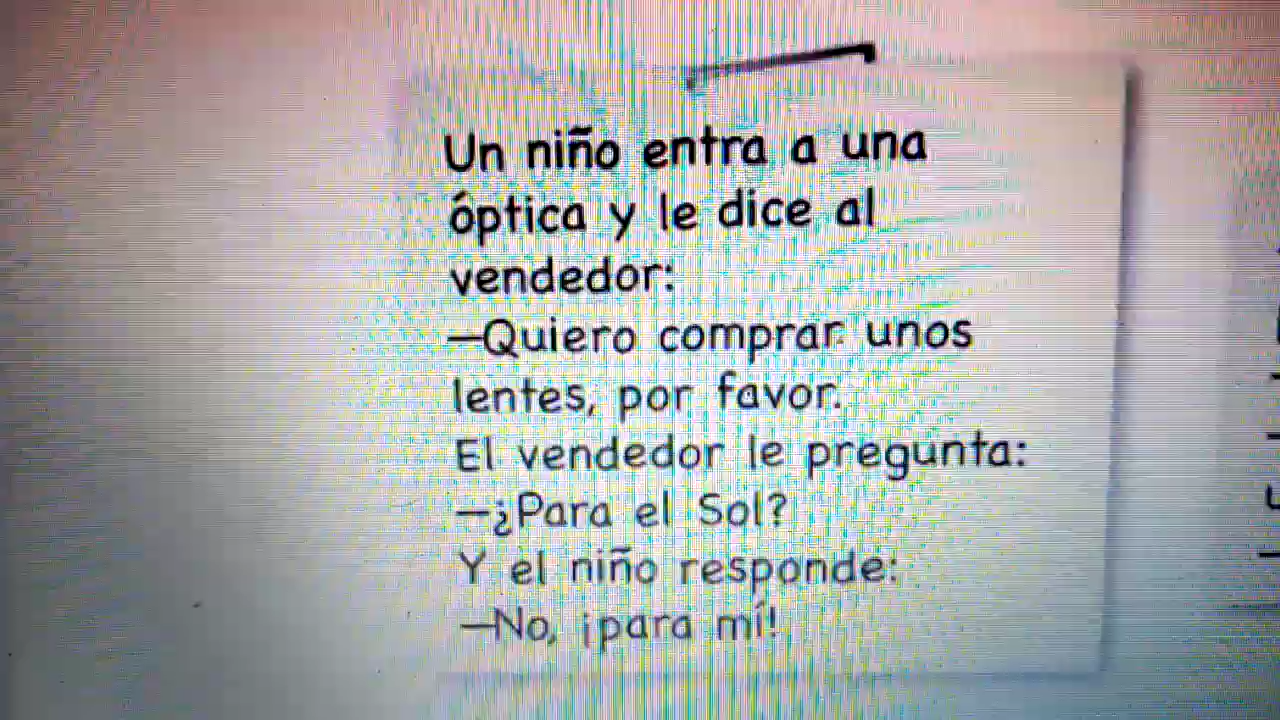 Un niño entra a una
óptica y le dice al
vendedor:
—Quiero comprar unos
lentes, por favor.
El vendedor le pregunta:
—¿Para el Sol?
Y el niño responde:
—No, ¡para mí!